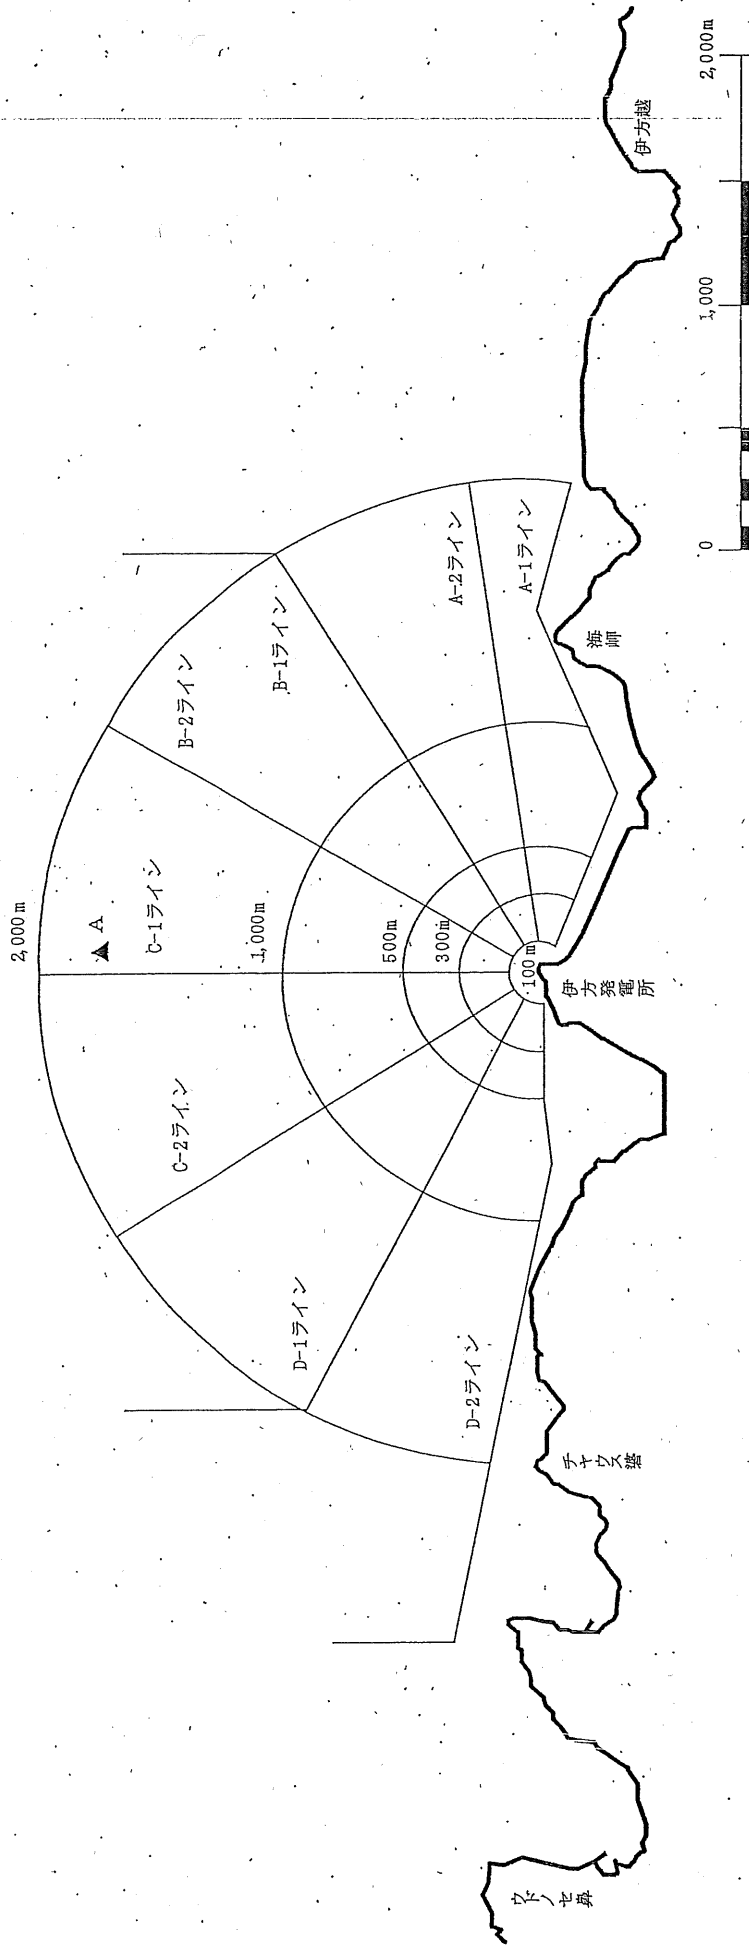 2,000m
A
C-1ライン
C-2ライン
B-2ライン
B-1ライン
A-2ライン
A-1ライン
D-1ライン
D-2ライン
1,000m
500m
300m
100m
伊方発電所
海岬
伊方越
チャウス碆
ウドノセ鼻
0
1,000
2,000m